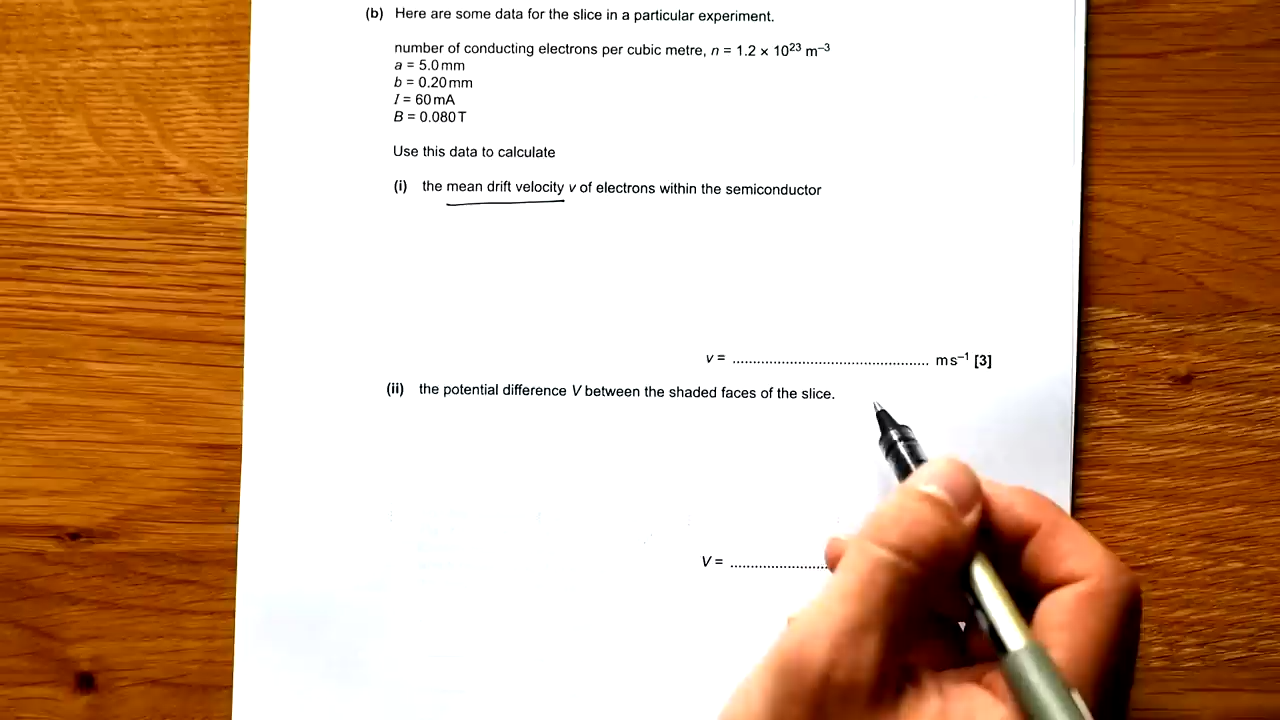 (b) Here are some data for the slice in a particular experiment.
number of conducting electrons per cubic metre, n = 1.2 × 10²³ m⁻³
a = 5.0 mm
b = 0.20 mm
I = 60 mA
B = 0.080 T
Use this data to calculate
(i) the mean drift velocity v of electrons within the semiconductor
v = ................................................ m s⁻¹ [3]
(ii) the potential difference V between the shaded faces of the slice.
V = ........................